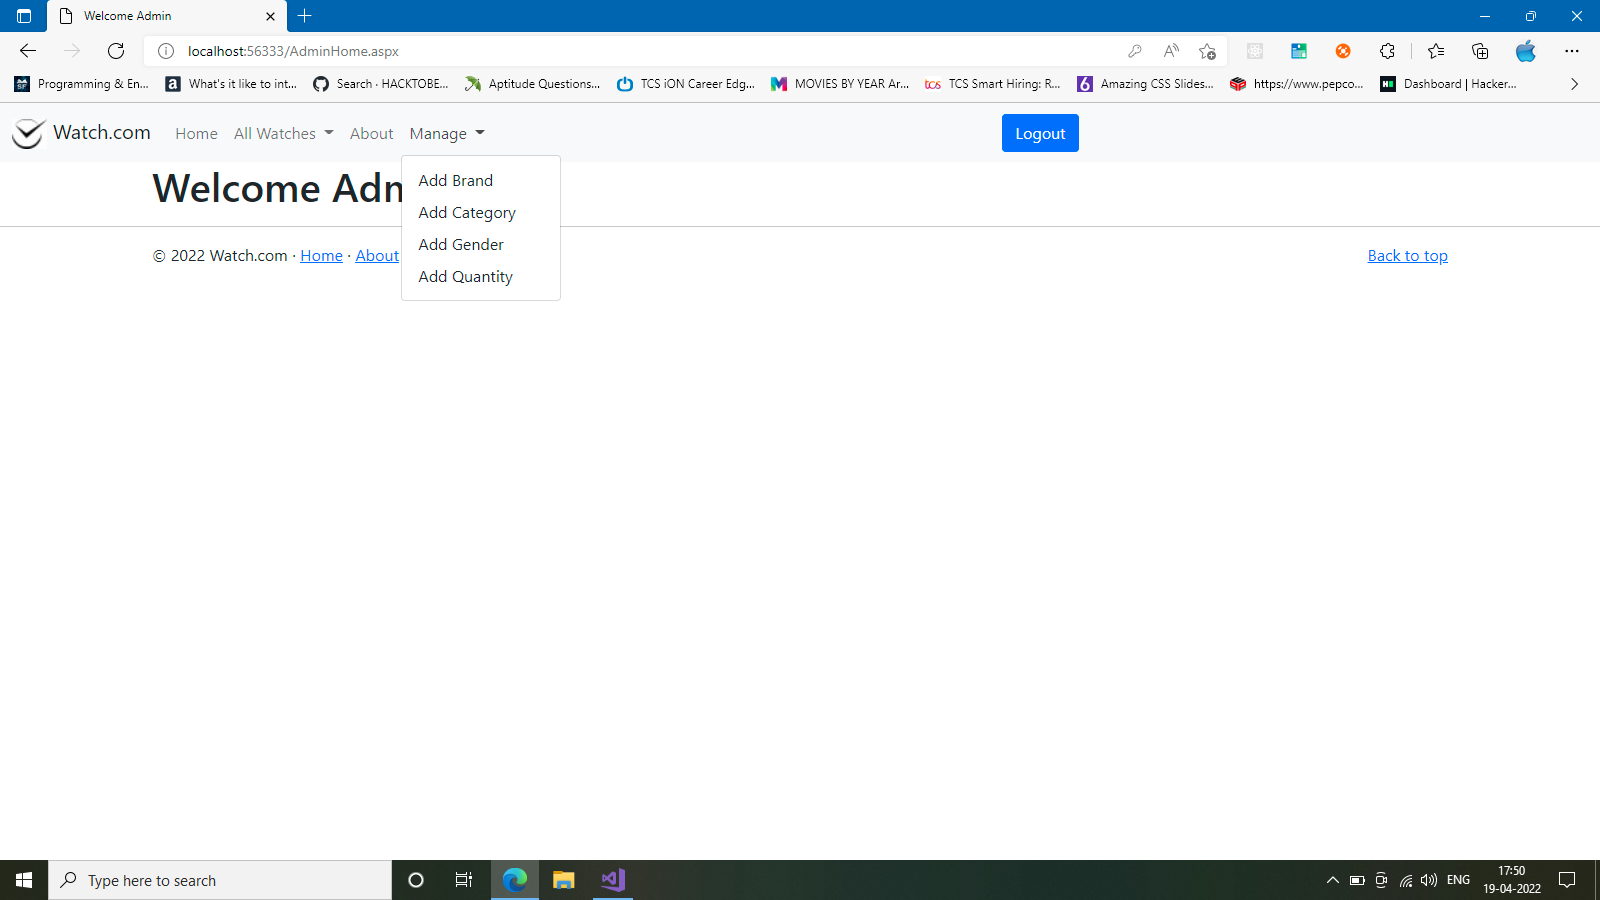 Welcome Admin
localhost:56333/AdminHome.aspx
Programming & En... What's it like to int... Search · HACKTOBE... Aptitude Questions... TCS iON Career Edg... MOVIES BY YEAR Ar... TCS Smart Hiring: R... Amazing CSS Slides... https://www.pepco... Dashboard | Hacker...
Watch.com Home All Watches About Manage Logout
Welcome Adm
Add Brand
Add Category
Add Gender
Add Quantity
© 2022 Watch.com · Home · About Back to top
Type here to search
ENG
17:50
19-04-2022